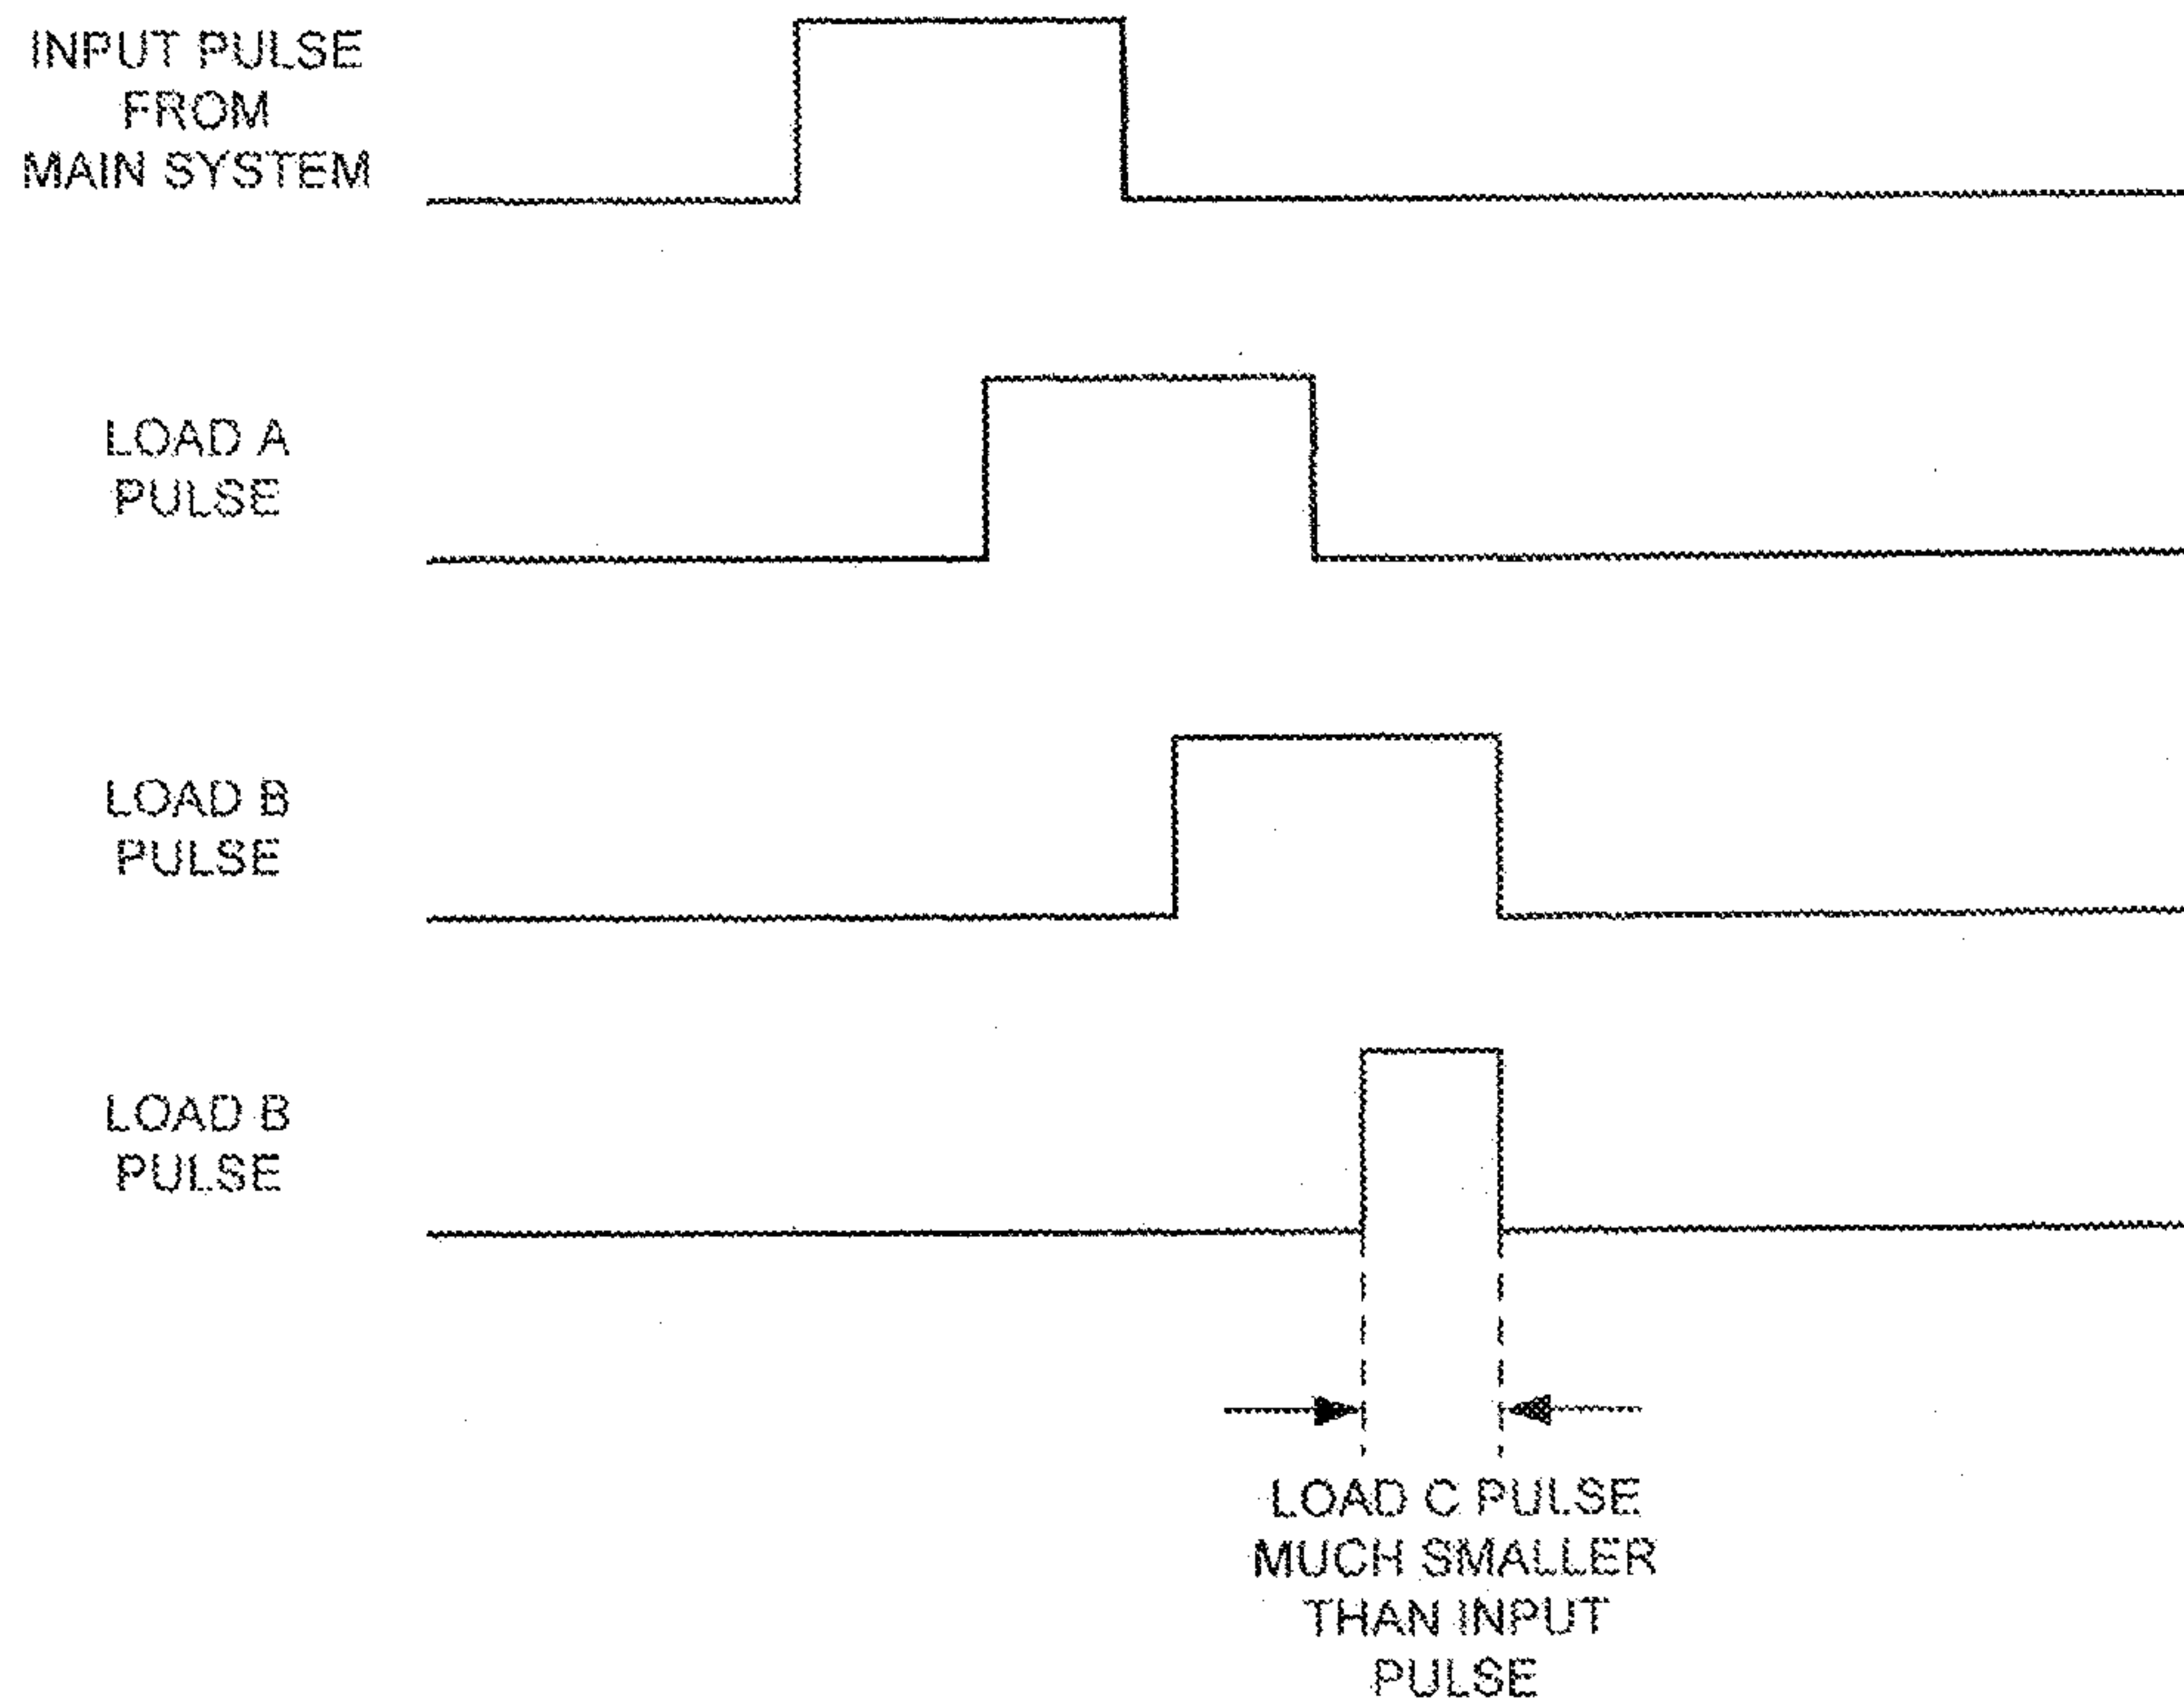 INPUT PULSE
FROM
MAIN SYSTEM
LOAD A
PULSE
LOAD B
PULSE
LOAD B
PULSE
LOAD C PULSE
MUCH SMALLER
THAN INPUT
PULSE